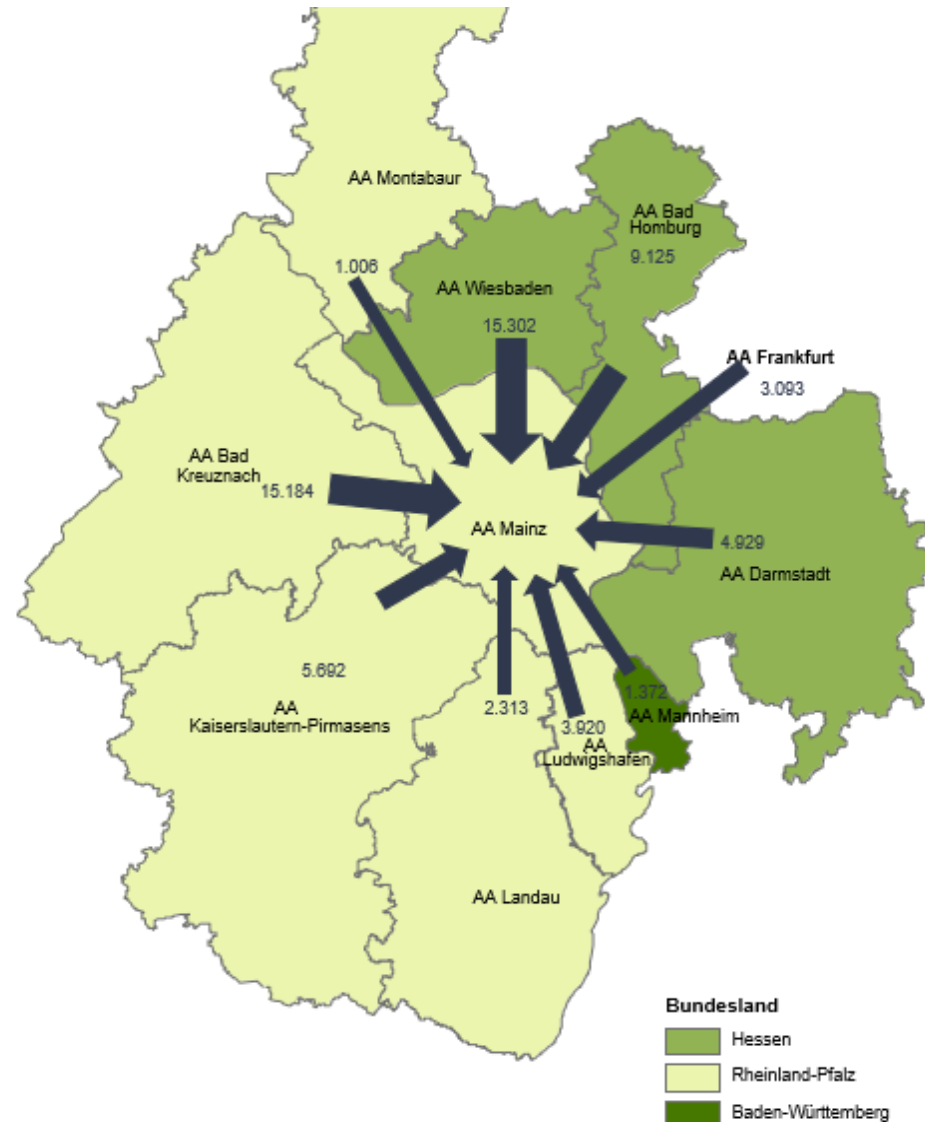 AA Montabaur
1.006
AA Wiesbaden
15.302
AA Bad
Homburg
9.125
AA Frankfurt
3.093
AA Bad
Kreuznach
15.184
AA Mainz
4.929
AA Darmstadt
5.692
AA
Kaiserslautern-Pirmasens
2.313
3.920
AA
Ludwigshafen
1.372
AA Mannheim
AA Landau
Bundesland
Hessen
Rheinland-Pfalz
Baden-Württemberg